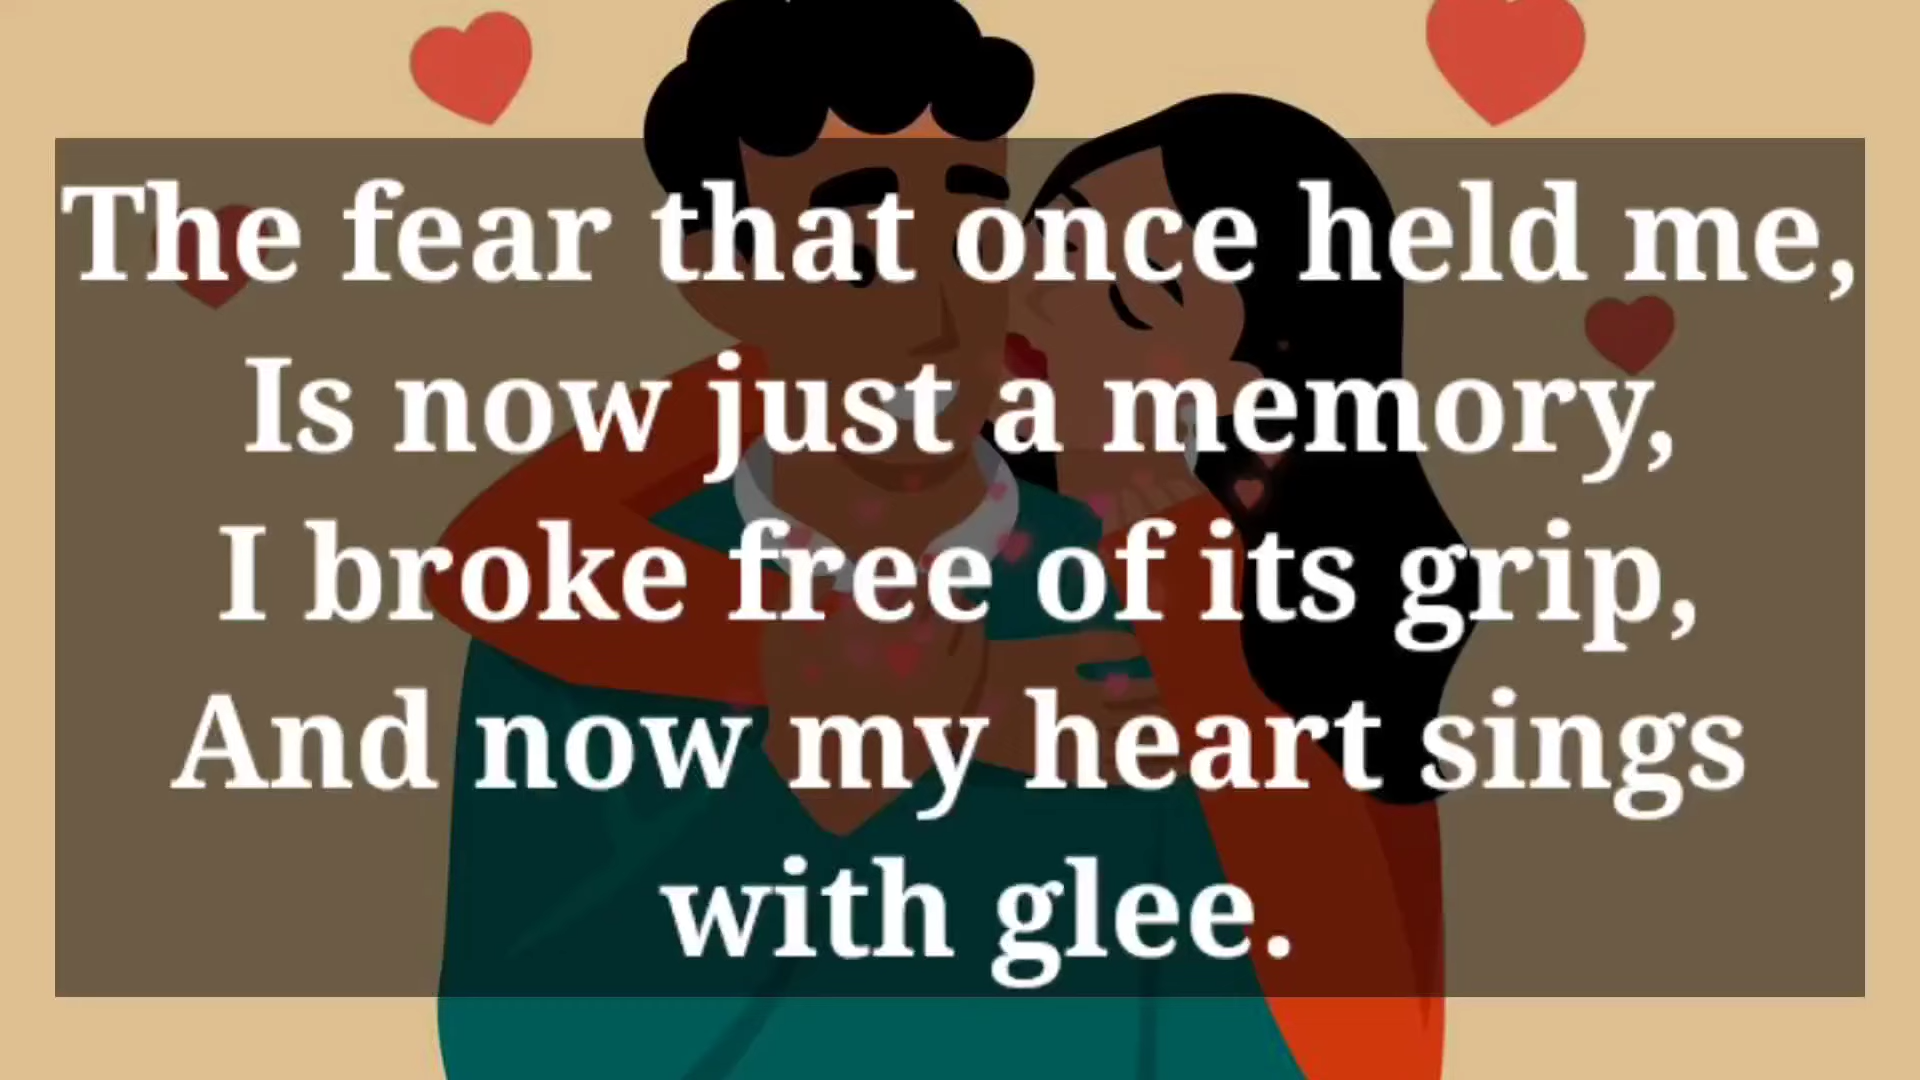 The fear that once held me,
Is now just a memory,
I broke free of its grip,
And now my heart sings
with glee.